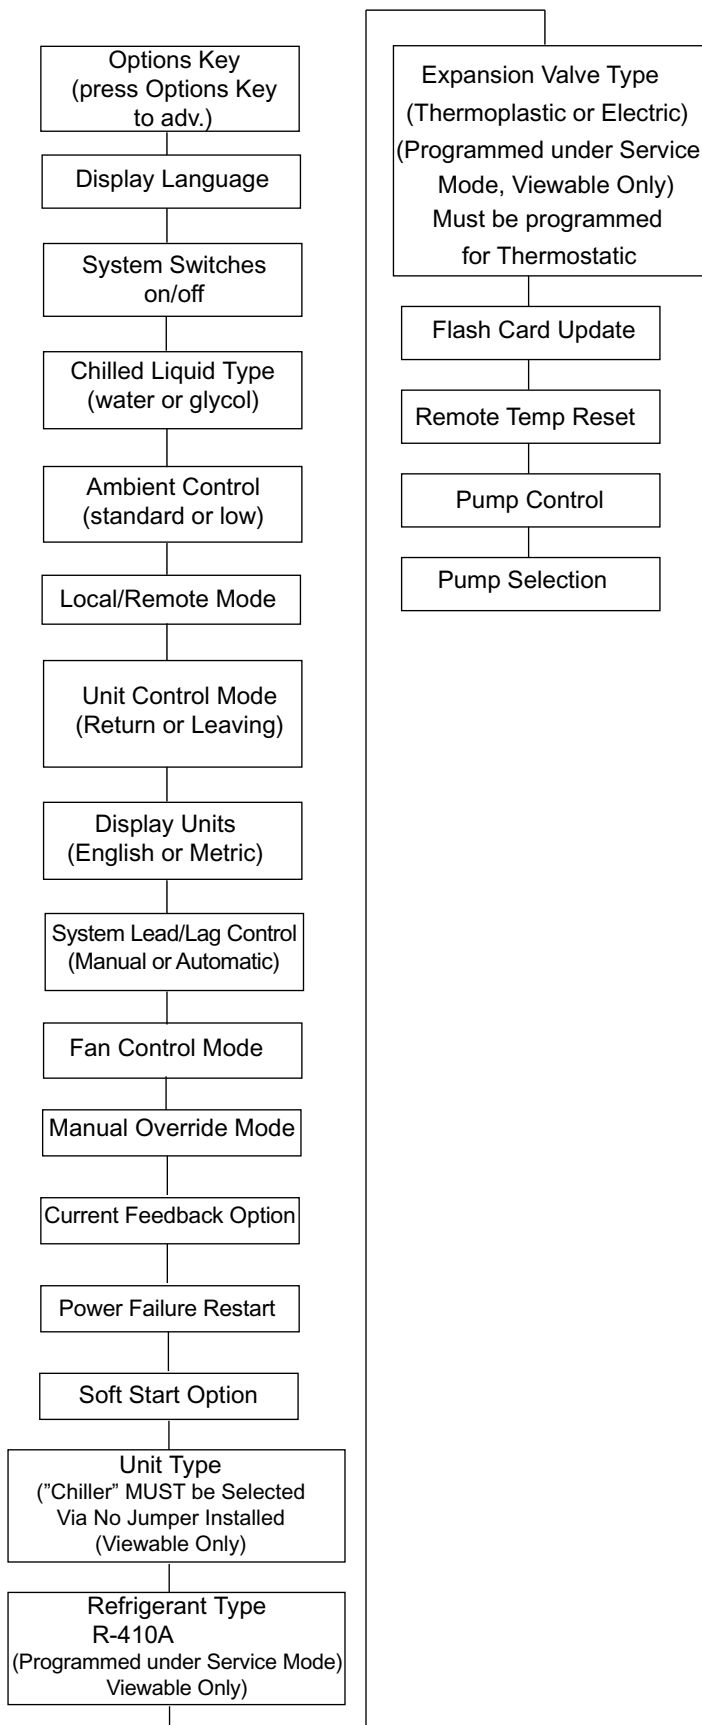 Options Key
(press Options Key
to adv.)
Display Language
System Switches
on/off
Chilled Liquid Type
(water or glycol)
Ambient Control
(standard or low)
Local/Remote Mode
Unit Control Mode
(Return or Leaving)
Display Units
(English or Metric)
System Lead/Lag Control
(Manual or Automatic)
Fan Control Mode
Manual Override Mode
Current Feedback Option
Power Failure Restart
Soft Start Option
Unit Type
("Chiller" MUST be Selected
Via No Jumper Installed
(Viewable Only)
Refrigerant Type
R-410A
(Programmed under Service Mode)
Viewable Only)
Expansion Valve Type
(Thermoplastic or Electric)
(Programmed under Service
Mode, Viewable Only)
Must be programmed
for Thermostatic
Flash Card Update
Remote Temp Reset
Pump Control
Pump Selection